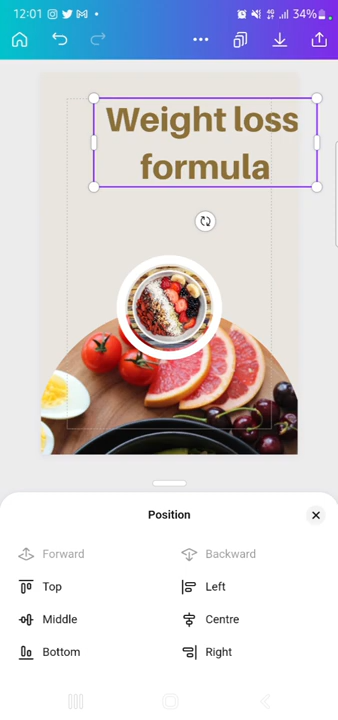 12:01
34%
Weight loss
formula
Position
Forward
Backward
Top
Left
Middle
Centre
Bottom
Right